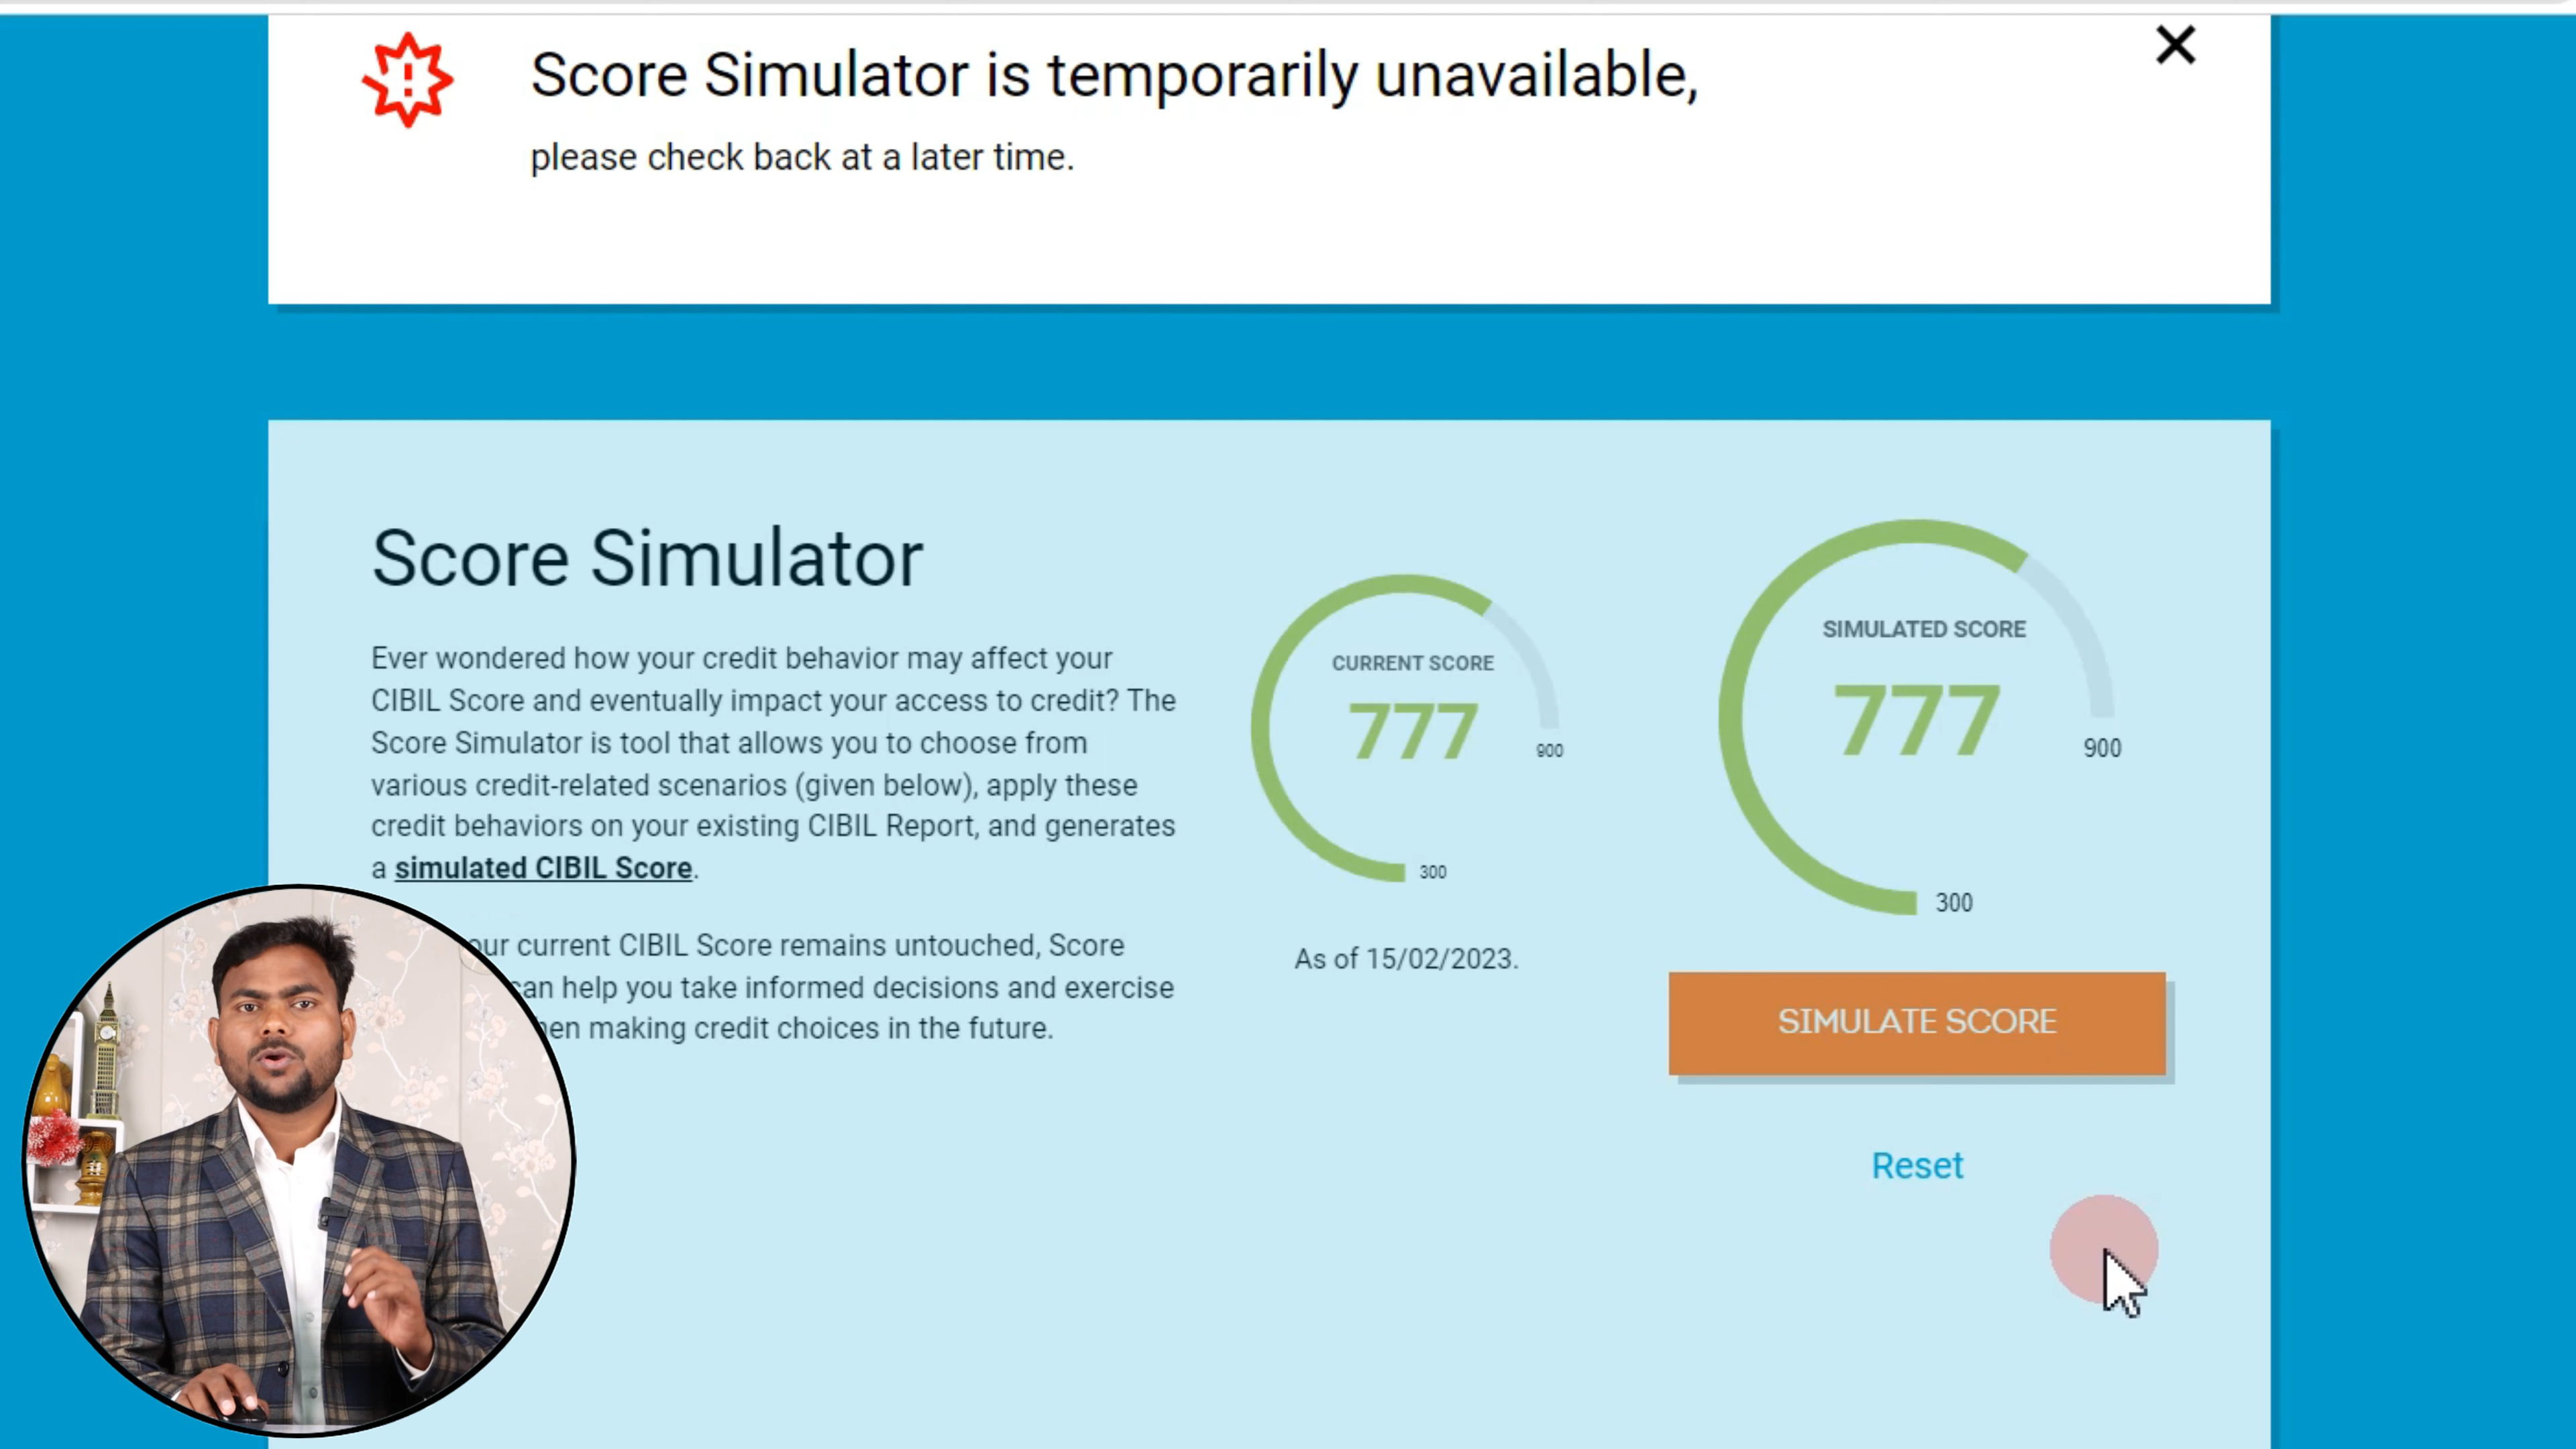 Score Simulator is temporarily unavailable,
please check back at a later time.
Score Simulator
Ever wondered how your credit behavior may affect your
CIBIL Score and eventually impact your access to credit? The
Score Simulator is tool that allows you to choose from
various credit-related scenarios (given below), apply these
credit behaviors on your existing CIBIL Report, and generates
a simulated CIBIL Score.
current CIBIL Score remains untouched, Score
can help you take informed decisions and exercise
making credit choices in the future.
CURRENT SCORE
777
900
300
As of 15/02/2023.
SIMULATED SCORE
777
900
300
SIMULATE SCORE
Reset